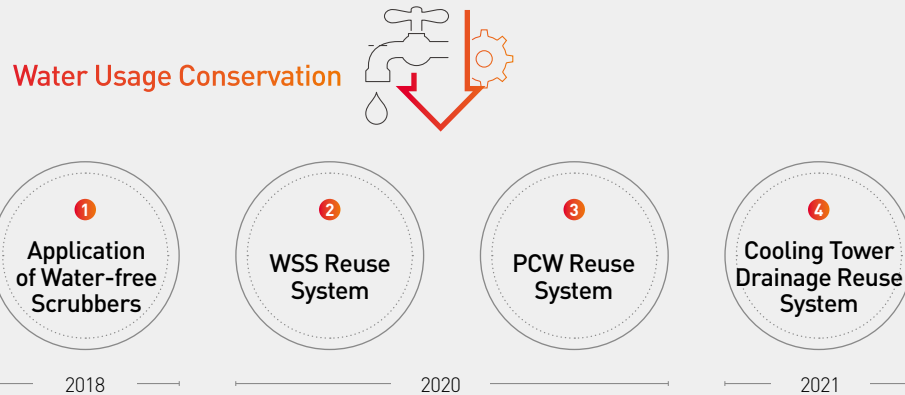 Water Usage Conservation
1
Application
of Water-free
Scrubbers
2
WSS Reuse
System
3
PCW Reuse
System
4
Cooling Tower
Drainage Reuse
System
2018
2020
2021